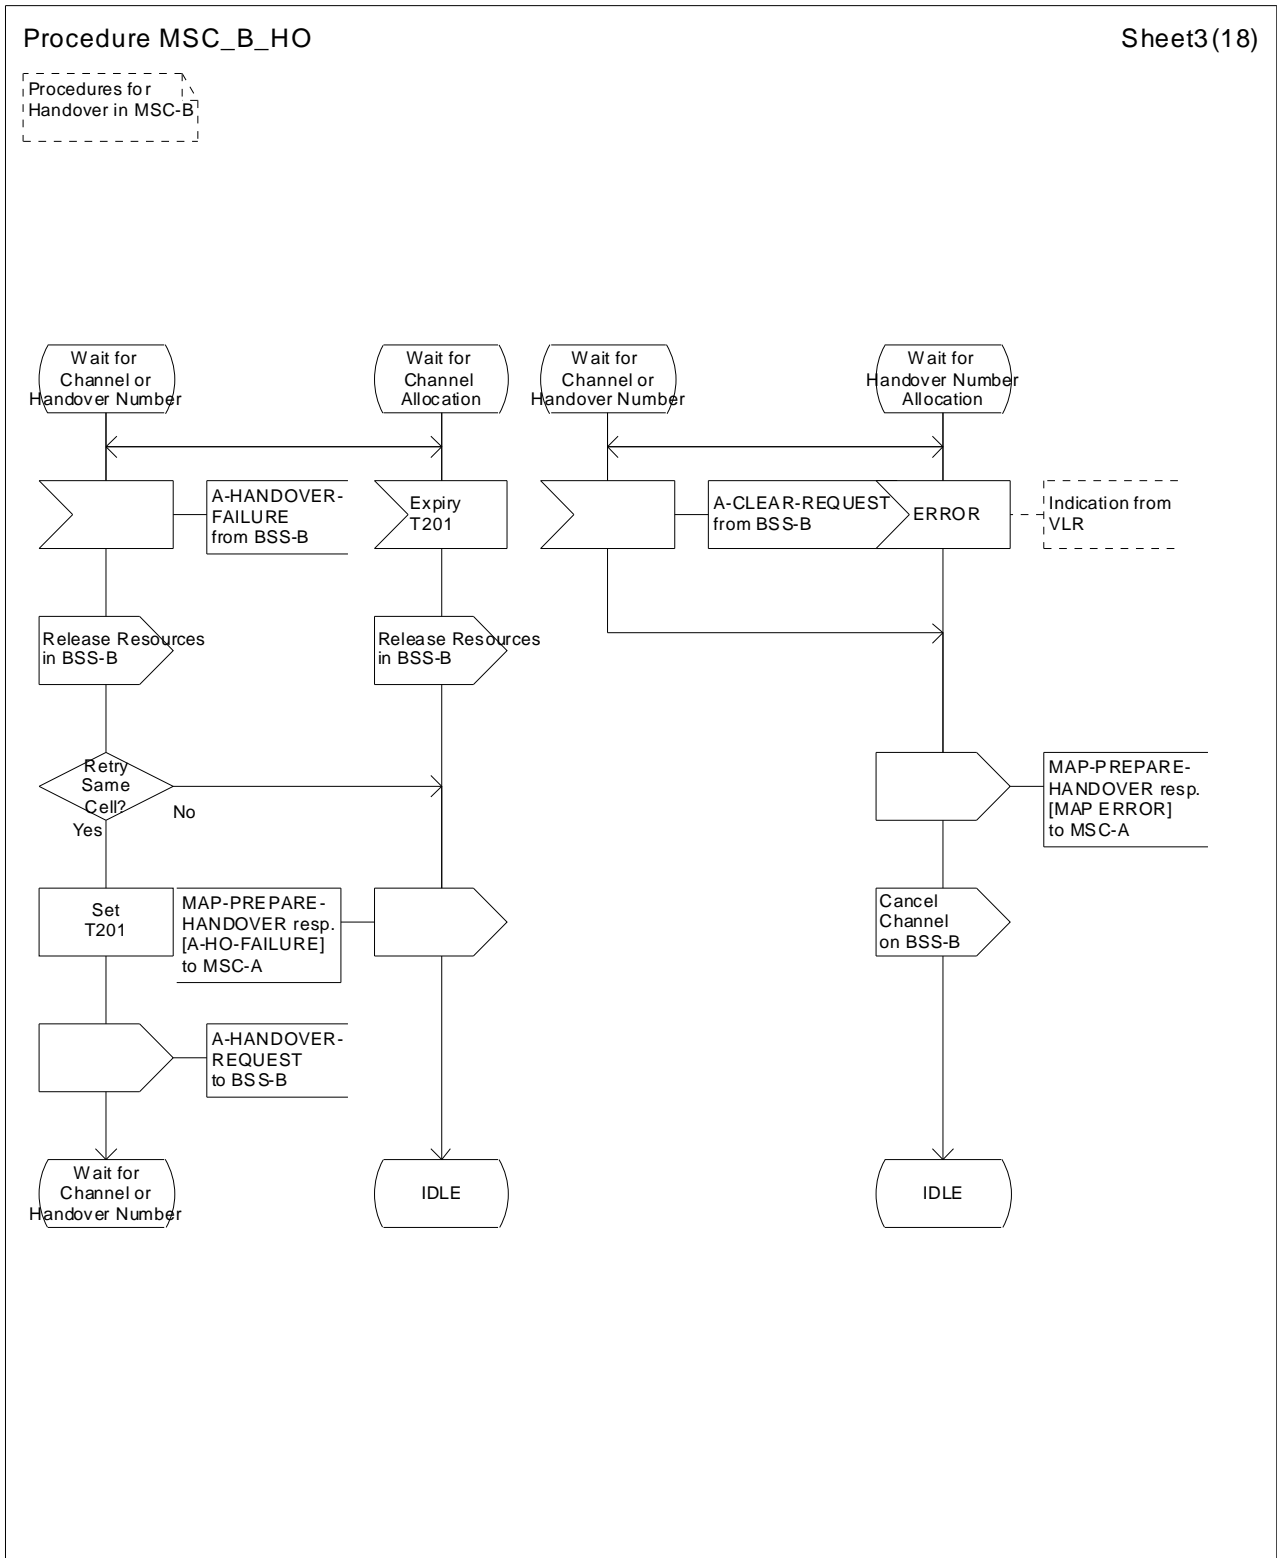 Procedure MSC_B_HO
Sheet3(18)
Procedures for
Handover in MSC-B
Wait for
Channel or
Handover Number
Wait for
Channel
Allocation
Wait for
Channel or
Handover Number
Wait for
Handover Number
Allocation
A-HANDOVER-
FAILURE
from BSS-B
Expiry
T201
A-CLEAR-REQUEST
from BSS-B
ERROR
Indication from
VLR
Release Resources
in BSS-B
Release Resources
in BSS-B
Retry
Same
Cell?
No
Yes
MAP-PREPARE-
HANDOVER resp.
[MAP ERROR]
to MSC-A
Set
T201
MAP-PREPARE-
HANDOVER resp.
[A-HO-FAILURE]
to MSC-A
Cancel
Channel
on BSS-B
A-HANDOVER-
REQUEST
to BSS-B
Wait for
Channel or
Handover Number
IDLE
IDLE